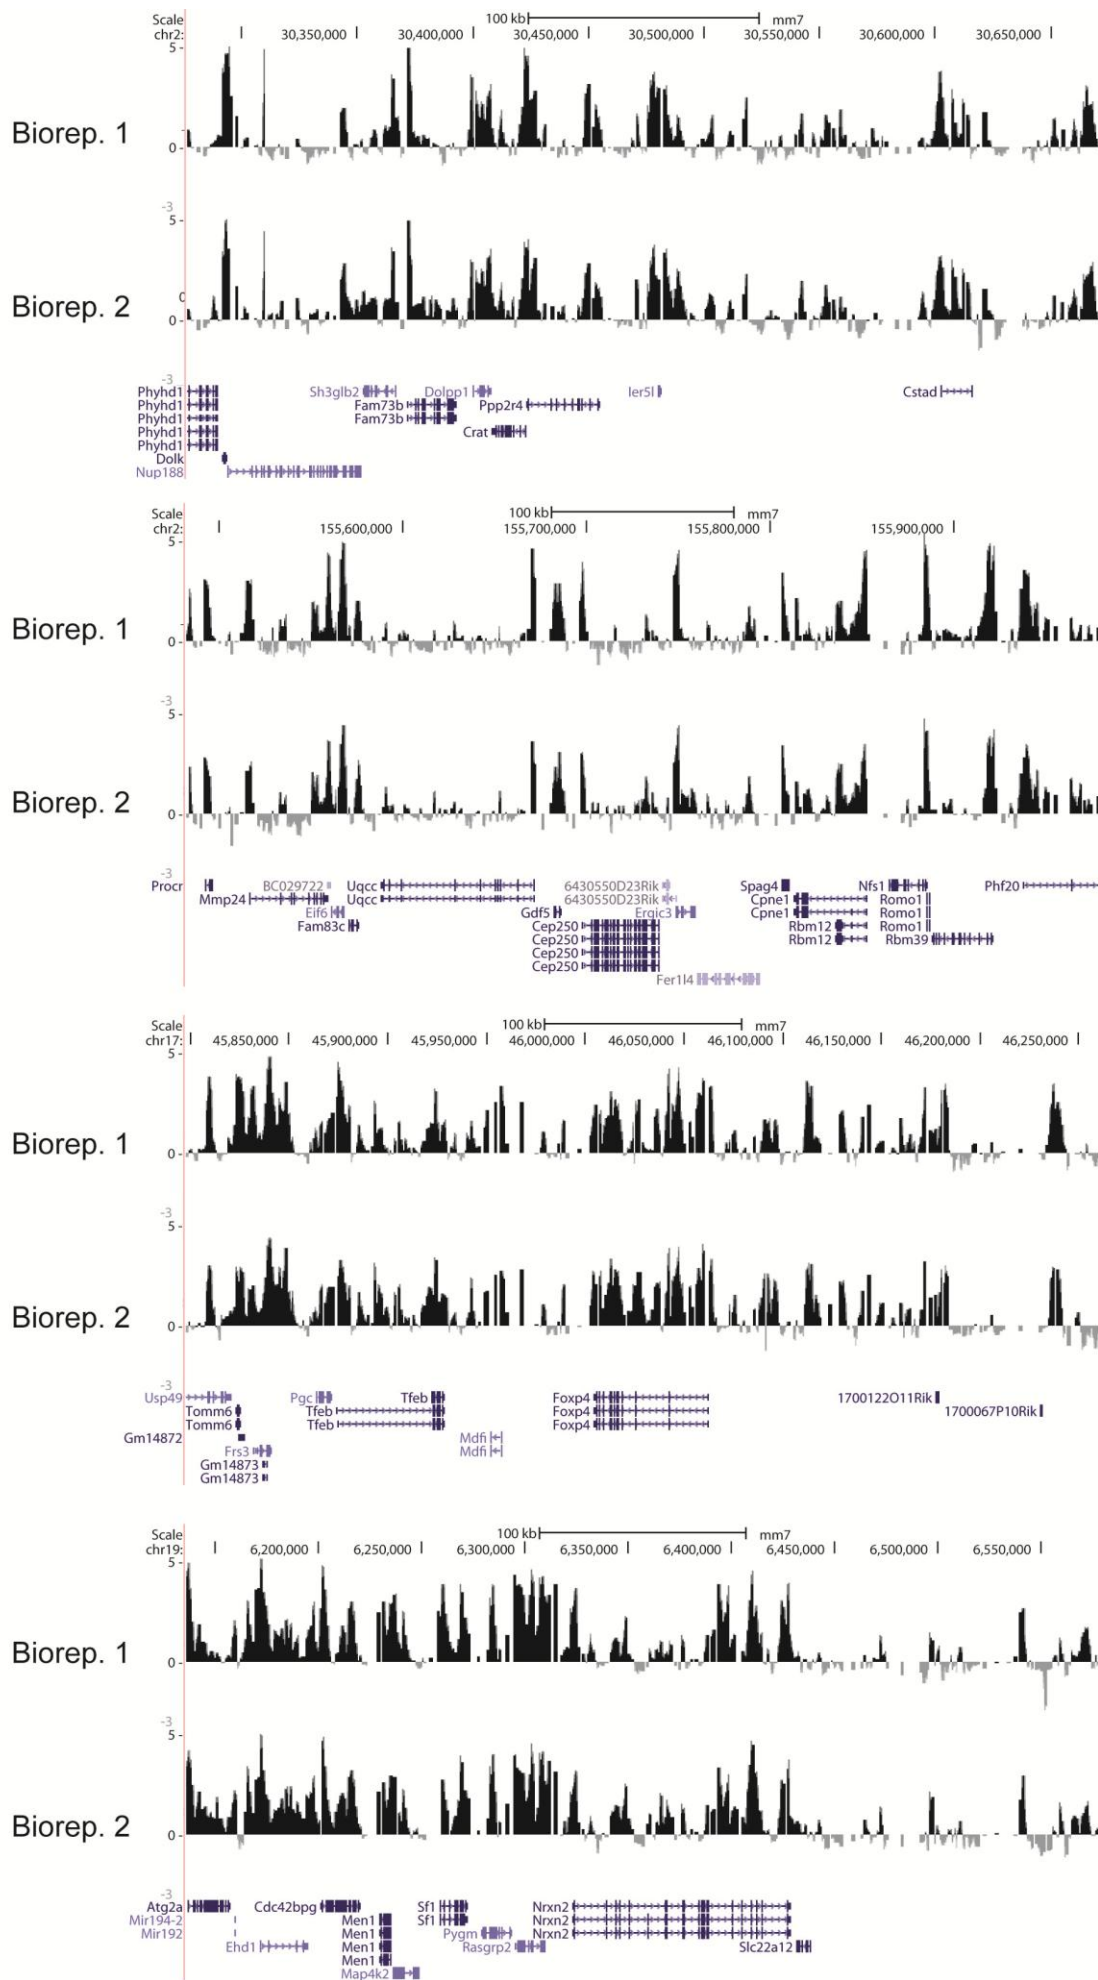 Scale 100 kb mm7
chr2: 30,350,000 30,400,000 30,450,000 30,500,000 30,550,000 30,600,000 30,650,000
5
Biorep. 1
0
-3
5
0
Biorep. 2
0
-3
Phyhd1 Sh3glb2 Dolpp1 Ier5l Cstad
Phyhd1 Fam73b Ppp2r4
Phyhd1 Fam73b
Phyhd1 Crat
Phyhd1
Dolk
Nup188
Scale 100 kb mm7
chr2: 155,600,000 155,700,000 155,800,000 155,900,000
5
Biorep. 1
0
-3
5
Biorep. 2
0
-3
Procr BC029722 Uqcc 6430550D23Rik Spag4 Nfs1 Phf20
Mmp24 Uqcc 6430550D23Rik Cpne1 Romo1
Eif6 Gdf5 Ergic3 Cpne1 Romo1
Fam83c Cep250 Rbm12 Romo1
Cep250 Rbm12 Rbm39
Cep250
Cep250
Fer1l4
Scale 100 kb mm7
chr17: 45,850,000 45,900,000 45,950,000 46,000,000 46,050,000 46,100,000 46,150,000 46,200,000 46,250,000
5
Biorep. 1
0
-3
5
Biorep. 2
0
-3
Usp49 Pgc Tfeb Foxp4 1700122O11Rik
Tomm6 Tfeb Foxp4 1700067P10Rik
Tomm6 Tfeb Foxp4
Gm14872 Mdfi
Frs3 Mdfi
Gm14873
Gm14873
Scale 100 kb mm7
chr19: 6,200,000 6,250,000 6,300,000 6,350,000 6,400,000 6,450,000 6,500,000 6,550,000
5
Biorep. 1
0
-3
5
Biorep. 2
0
-3
Atg2a Cdc42bpg Sf1 Nrxn2
Mir194-2 Men1 Sf1 Nrxn2
Mir192 Men1 Pygm Nrxn2
Ehd1 Men1 Rasgrp2 Slc22a12
Men1
Map4k2